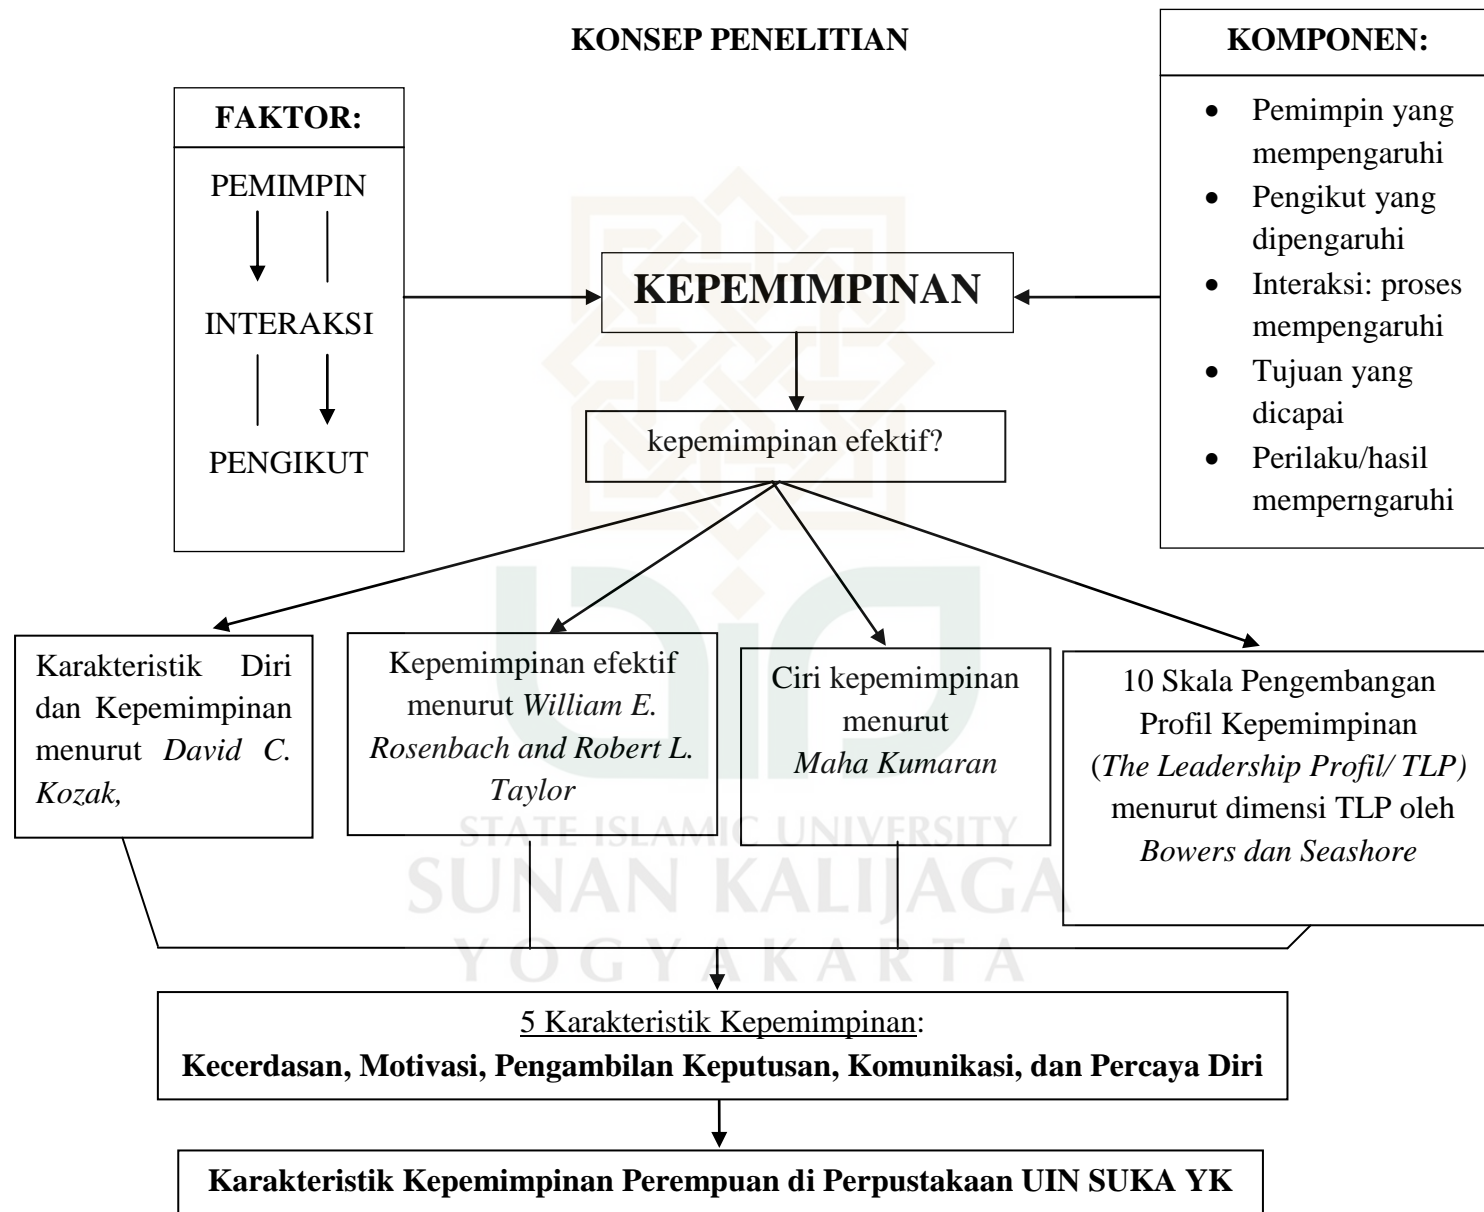 KONSEP PENELITIAN
FAKTOR:
PEMIMPIN
INTERAKSI
PENGIKUT
KOMPONEN:
• Pemimpin yang
mempengaruhi
• Pengikut yang
dipengaruhi
• Interaksi: proses
mempengaruhi
• Tujuan yang
dicapai
• Perilaku/hasil
memperngaruhi
KEPEMIMPINAN
kepemimpinan efektif?
Karakteristik Diri
dan Kepemimpinan
menurut David C.
Kozak,
Kepemimpinan efektif
menurut William E.
Rosenbach and Robert L.
Taylor
Ciri kepemimpinan
menurut
Maha Kumaran
10 Skala Pengembangan
Profil Kepemimpinan
(The Leadership Profil/ TLP)
menurut dimensi TLP oleh
Bowers dan Seashore
STATE ISLAMIC UNIVERSITY
SUNAN KALIJAGA
YOGYAKARTA
5 Karakteristik Kepemimpinan:
Kecerdasan, Motivasi, Pengambilan Keputusan, Komunikasi, dan Percaya Diri
Karakteristik Kepemimpinan Perempuan di Perpustakaan UIN SUKA YK